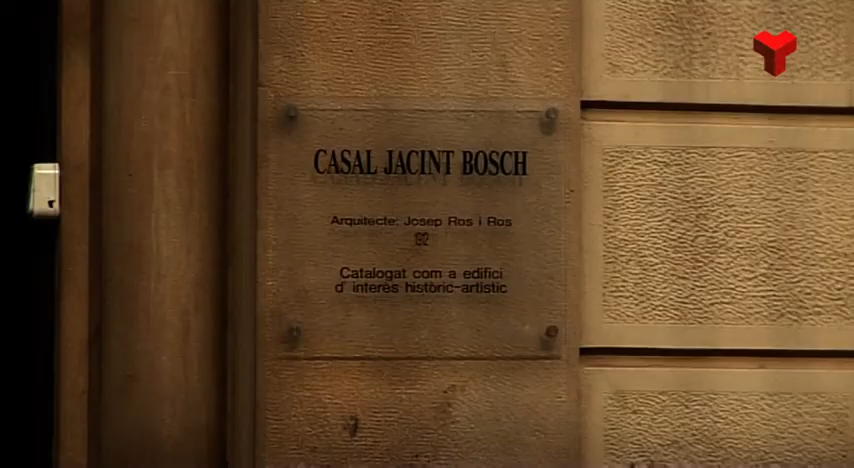 CASAL JACINT BOSCH
Arquitecte: Josep Ros i Ros
Catalogat com a edifici
d'interès històric-artístic